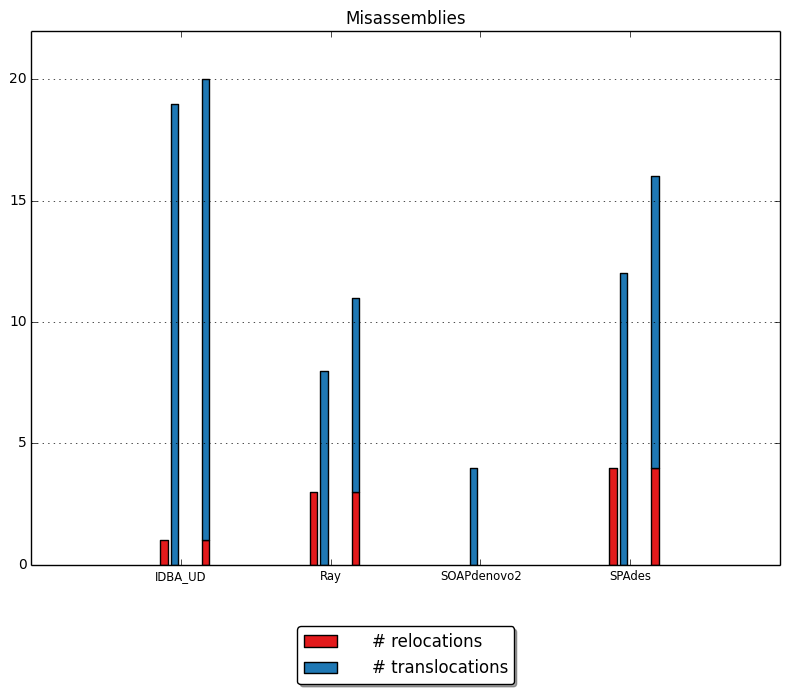 Misassemblies
20
15
10
5
0
IDBA_UD Ray SOAPdenovo2 SPAdes
# relocations
# translocations